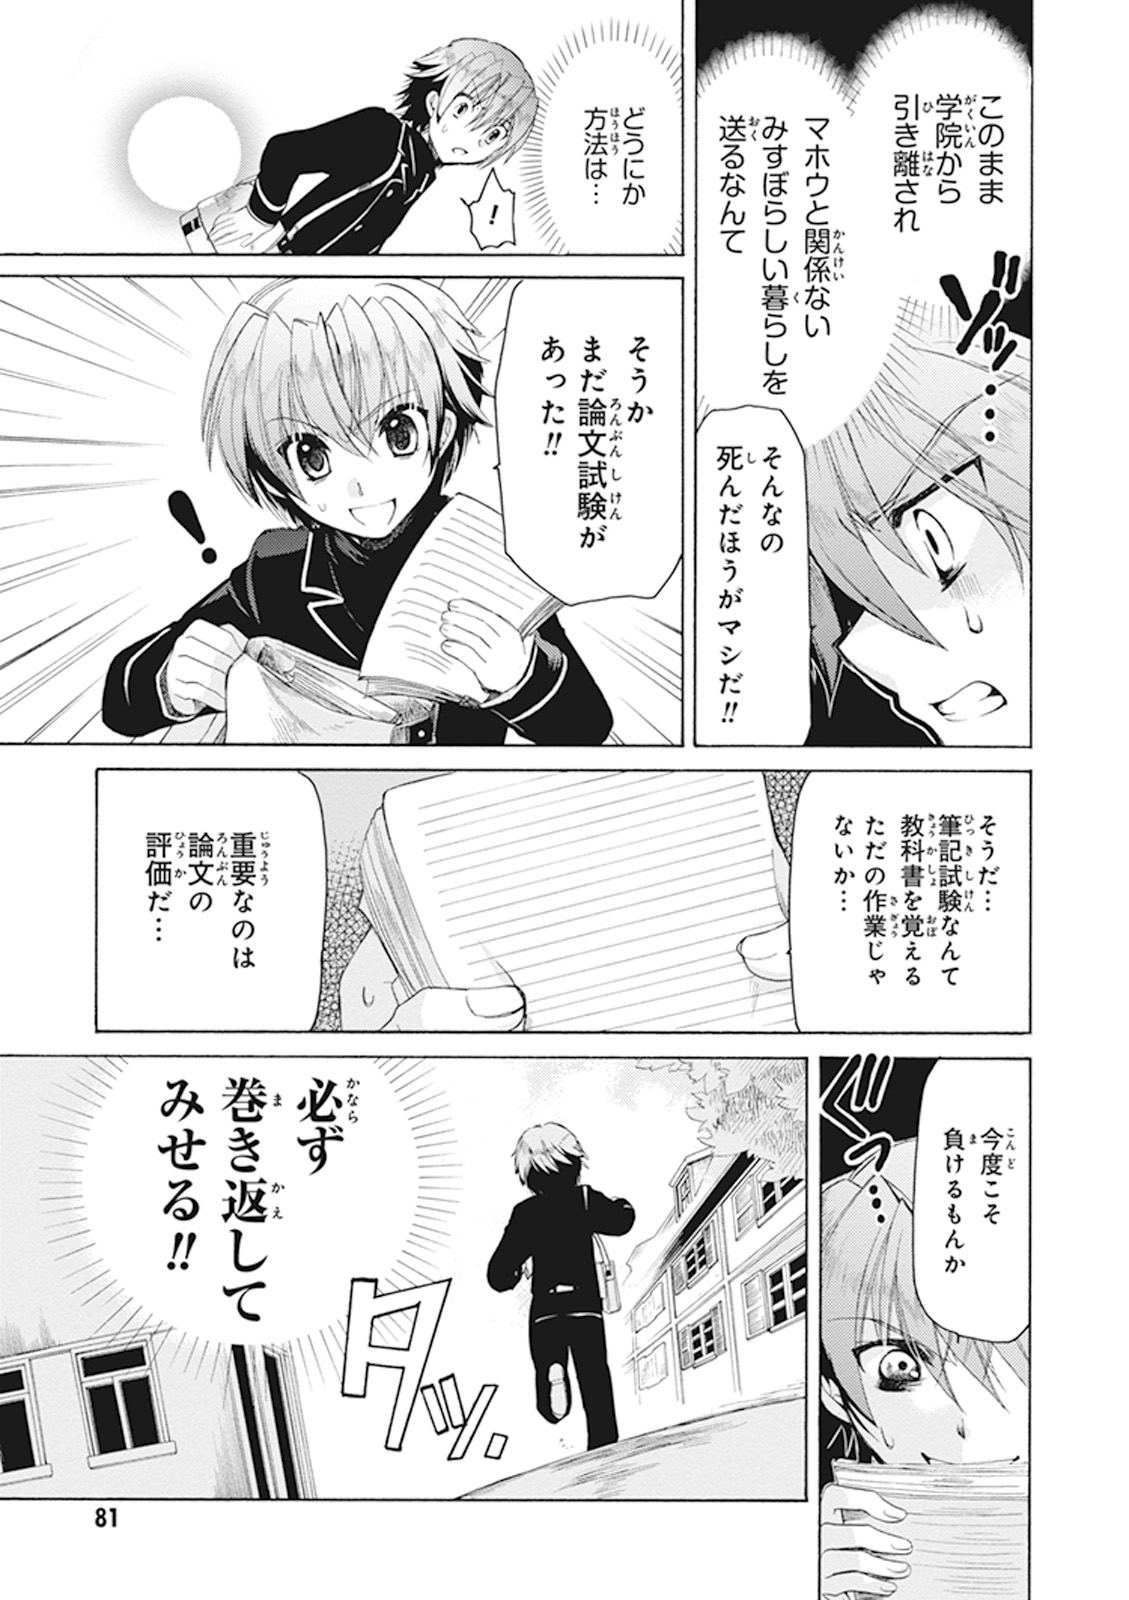 このまま
学院から
引き離され
マホウと関係ない
みすぼらしい暮らしを
送るなんて
ゾッ…
そんなの
死んだほうがマシだ!!
どうにか
方法は…
!
そうか
まだ論文試験が
あった!!
!
そうだ…
筆記試験なんて
教科書を覚える
ただの作業じゃ
ないか…
重要なのは
論文の
評価だ…
今度こそ
負けるもんか
必ず
巻き返して
みせる!!
タッ
81